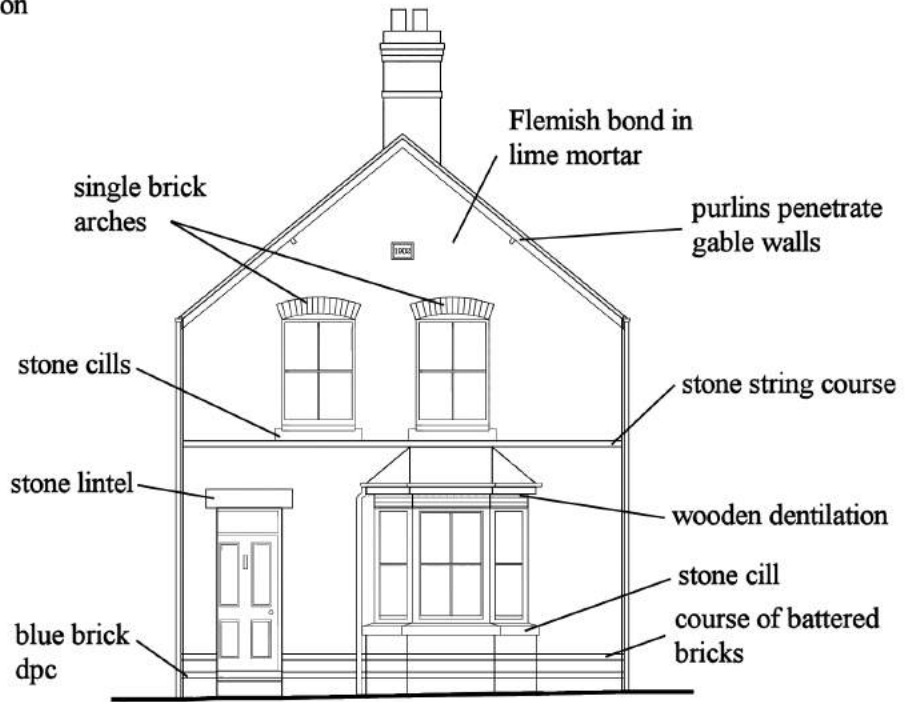 on
Flemish bond in
lime mortar
single brick
arches
purlins penetrate
gable walls
1902
stone cills
stone string course
stone lintel
wooden dentilation
stone cill
course of battered
bricks
blue brick
dpc